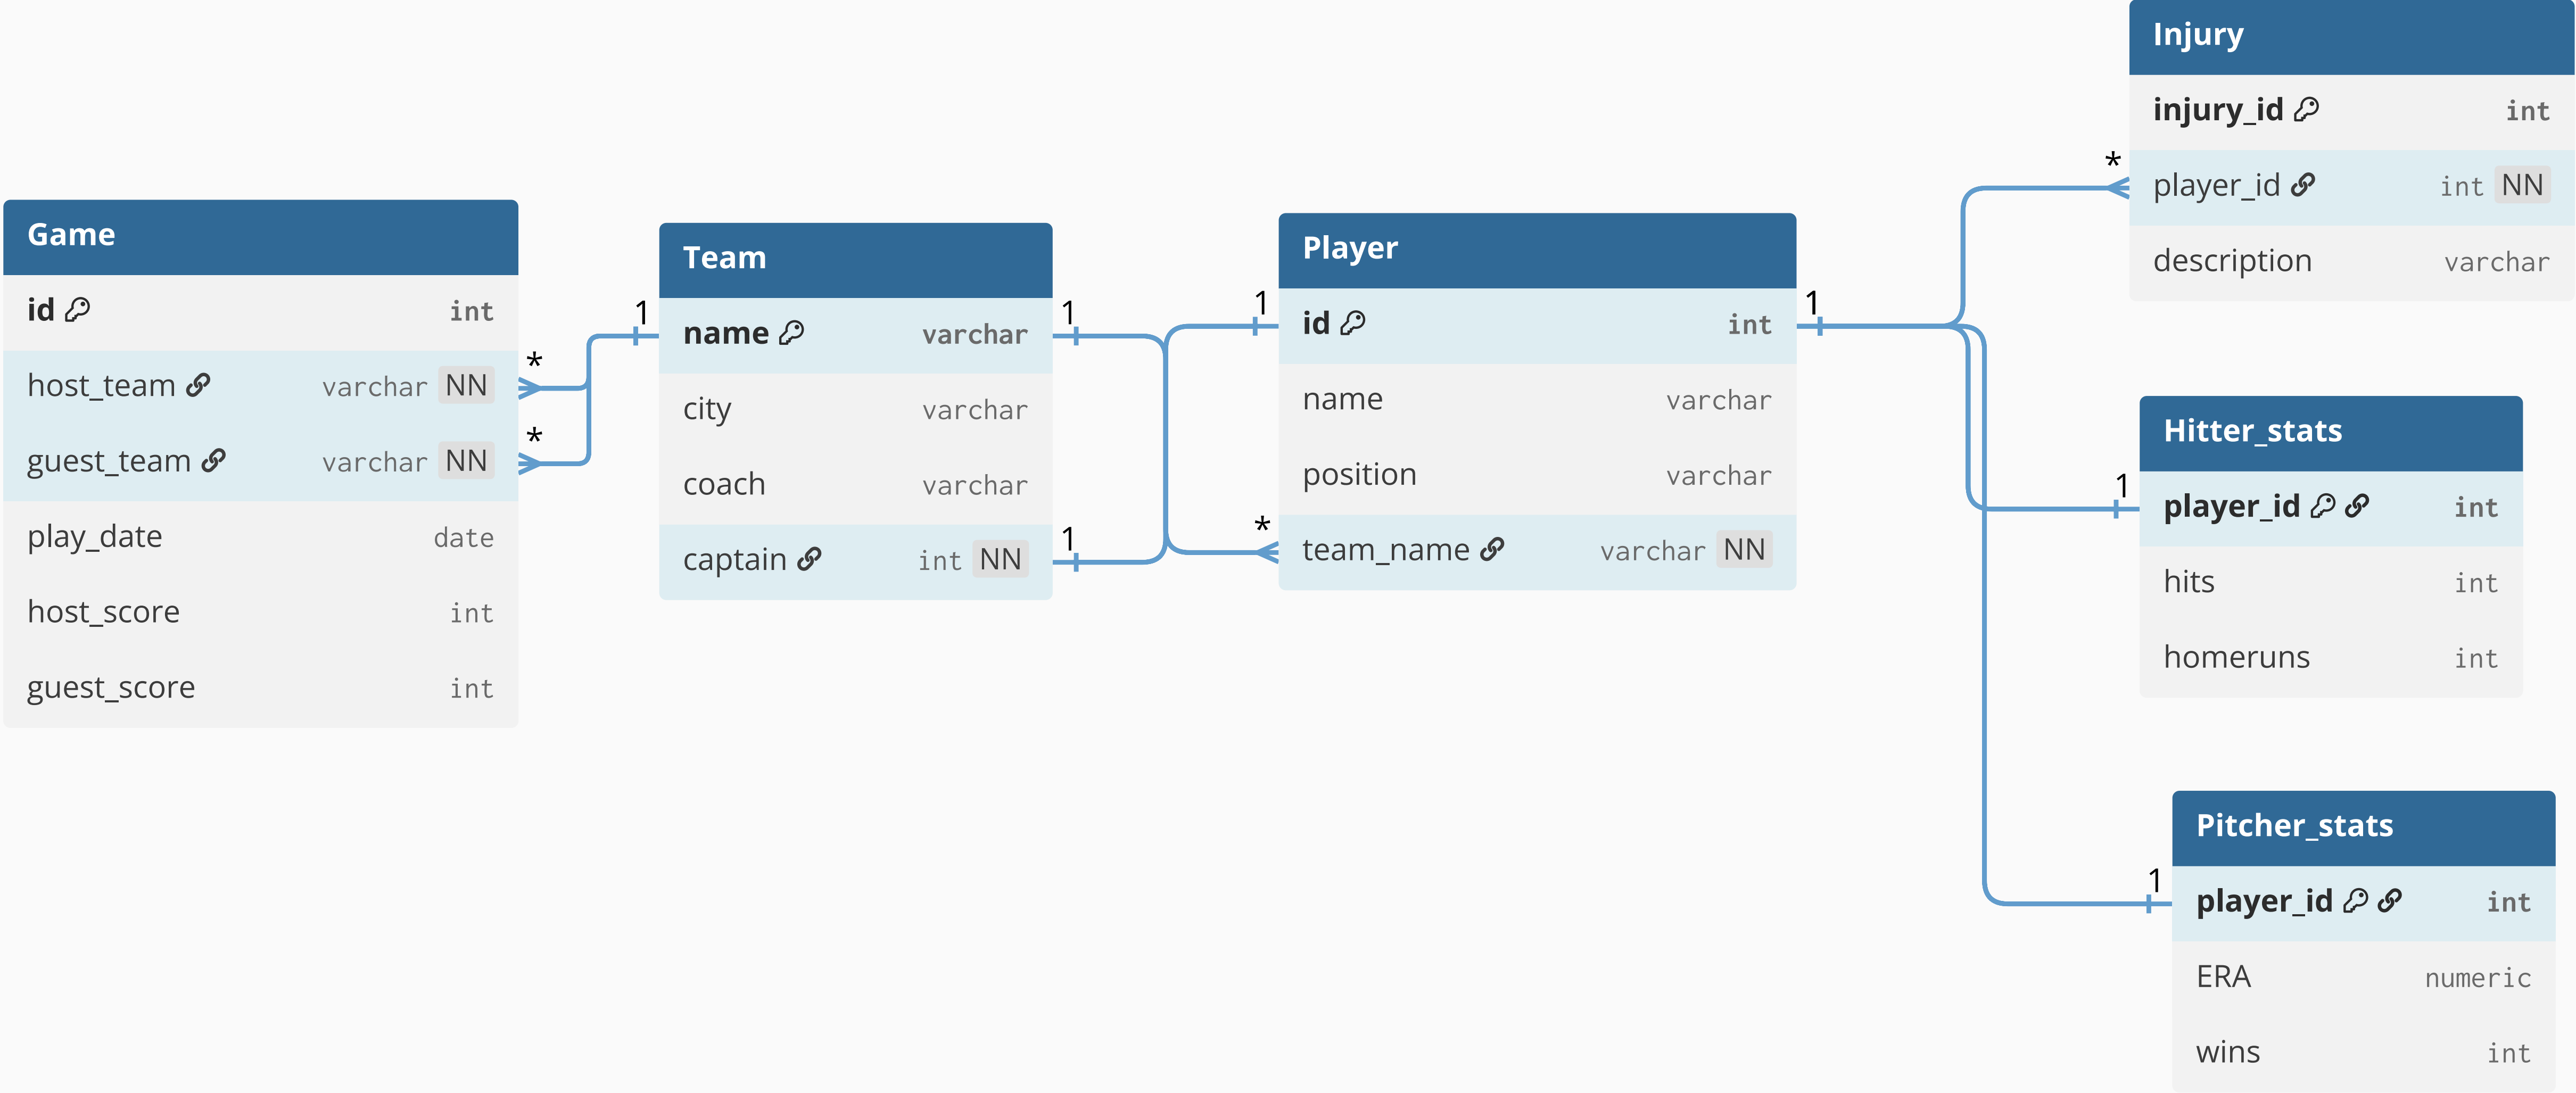 Game
id int
host_team varchar NN
guest_team varchar NN
play_date date
host_score int
guest_score int
*
*
1
Team
name varchar
city varchar
coach varchar
captain int NN
1
1
1
*
Player
id int
name varchar
position varchar
team_name varchar NN
1
*
Injury
injury_id int
player_id int NN
description varchar
1
Hitter_stats
player_id int
hits int
homeruns int
1
Pitcher_stats
player_id int
ERA numeric
wins int